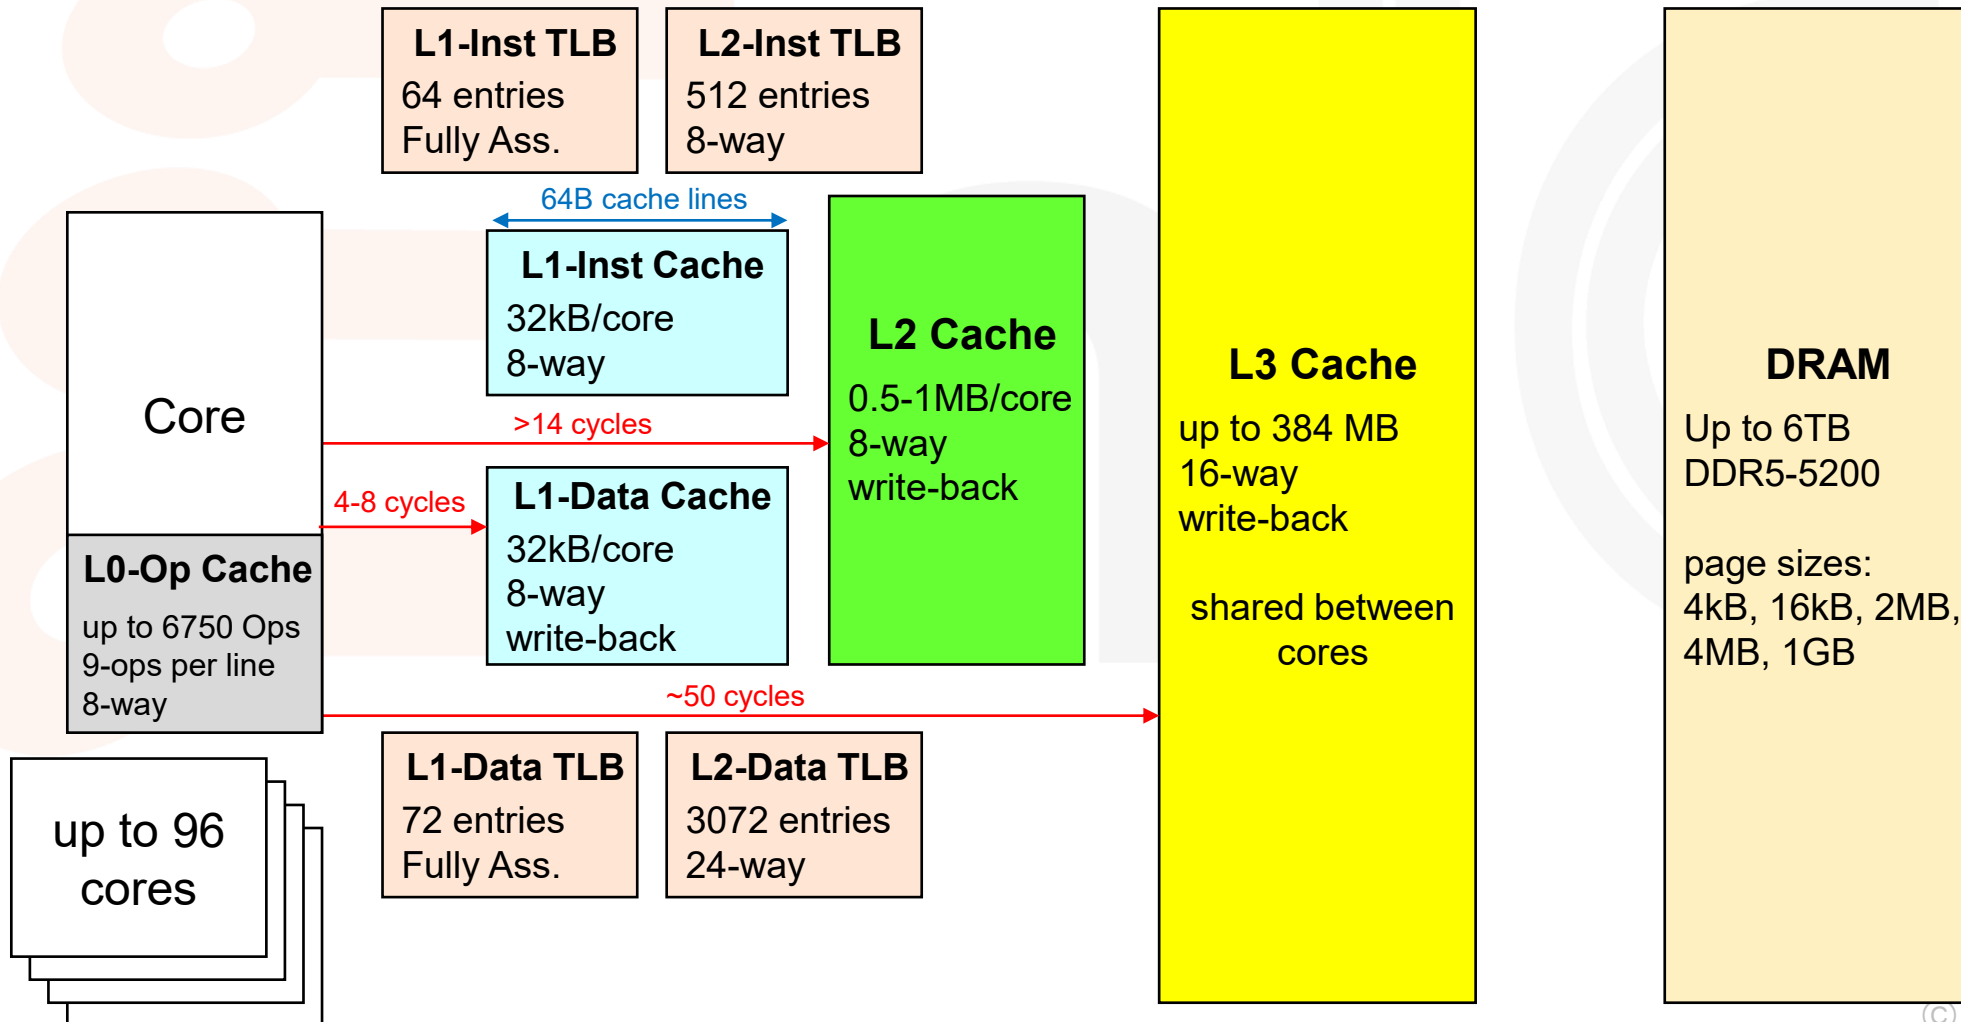 L1-Inst TLB
64 entries
Fully Ass.
L2-Inst TLB
512 entries
8-way
64B cache lines
L1-Inst Cache
32kB/core
8-way
Core
>14 cycles
4-8 cycles
L1-Data Cache
32kB/core
8-way
write-back
L0-Op Cache
up to 6750 Ops
9-ops per line
8-way
L2 Cache
0.5-1MB/core
8-way
write-back
~50 cycles
L1-Data TLB
72 entries
Fully Ass.
L2-Data TLB
3072 entries
24-way
up to 96
cores
L3 Cache
up to 384 MB
16-way
write-back
shared between
cores
DRAM
Up to 6TB
DDR5-5200
page sizes:
4kB, 16kB, 2MB,
4MB, 1GB
©